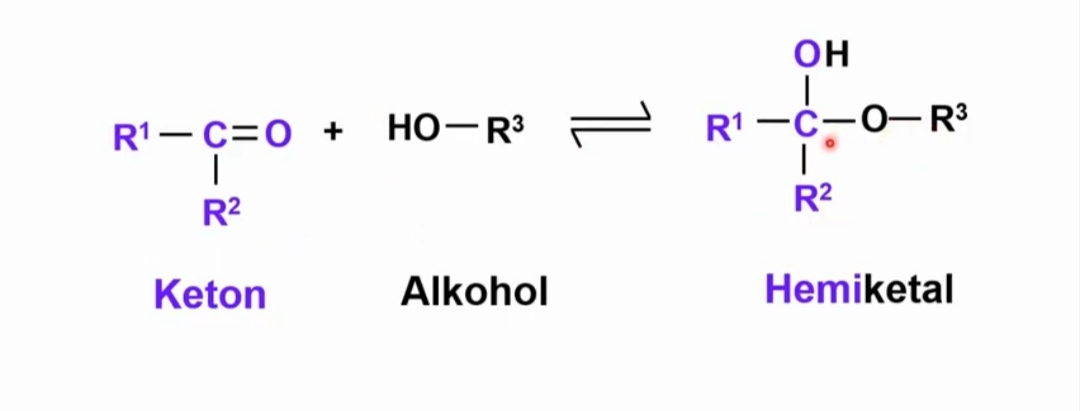 OH
R¹ — C=O + HO—R³ ⇌ R¹ —C—O—R³
R² R²
Keton Alkohol Hemiketal